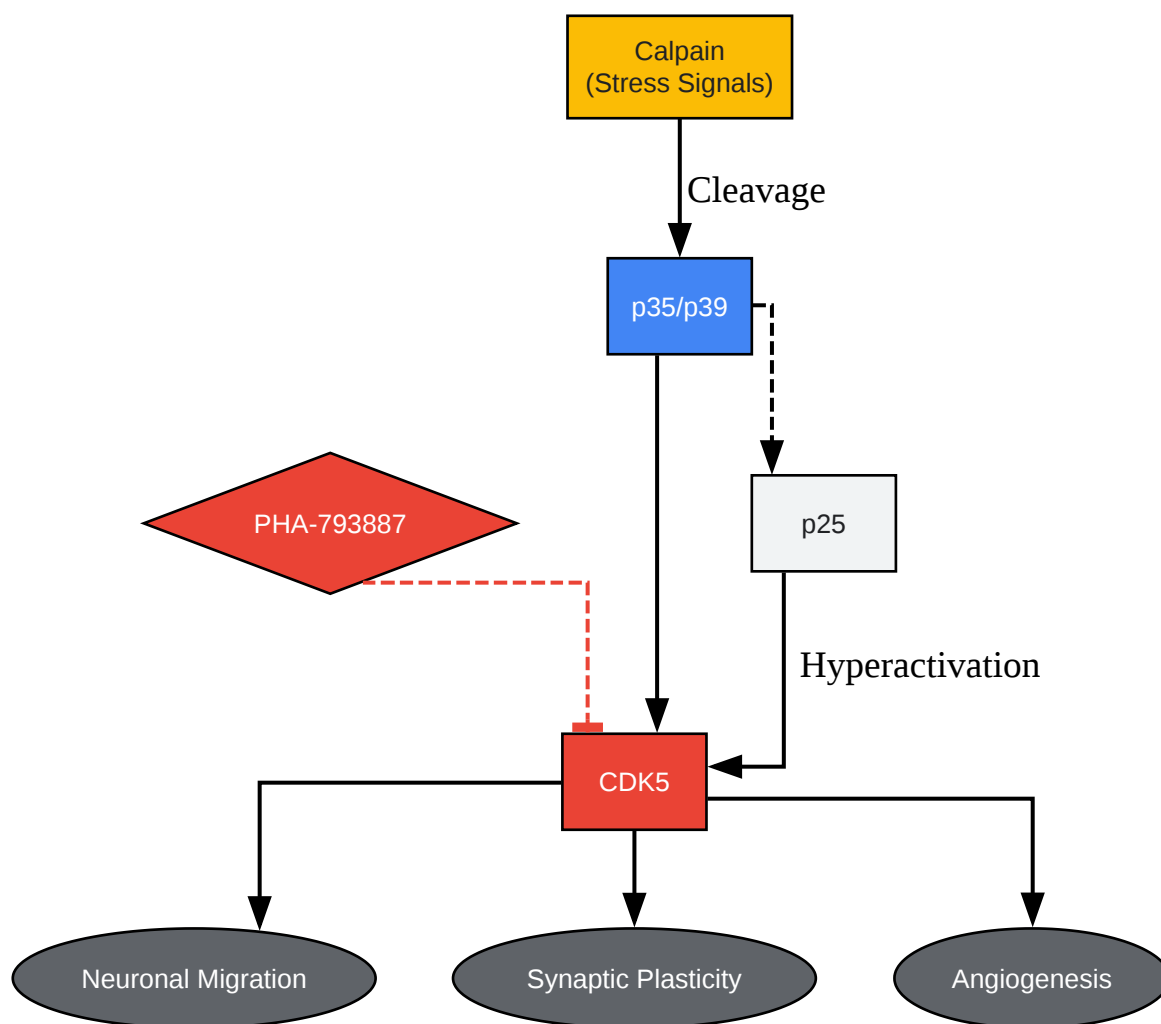 Calpain
(Stress Signals)
Cleavage
p35/p39
PHA-793887
p25
Hyperactivation
CDK5
Neuronal Migration
Synaptic Plasticity
Angiogenesis